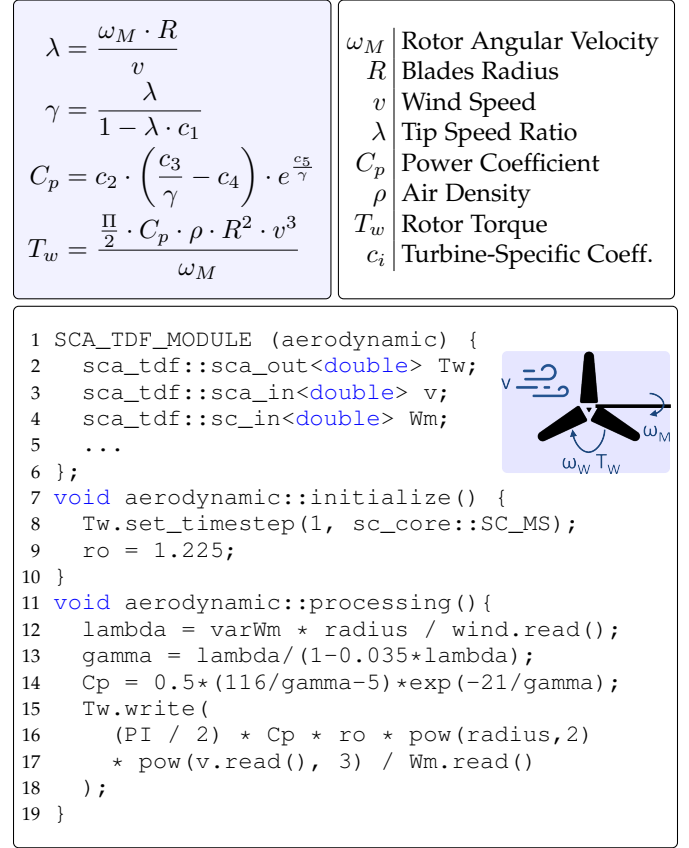 λ = ω_M · R / v
γ = λ / (1 − λ · c_1)
C_p = c_2 · (c_3/γ − c_4) · e^(c_5/γ)
T_w = (Π/2 · C_p · ρ · R^2 · v^3) / ω_M
ω_M Rotor Angular Velocity
R Blades Radius
v Wind Speed
λ Tip Speed Ratio
C_p Power Coefficient
ρ Air Density
T_w Rotor Torque
c_i Turbine-Specific Coeff.
1 SCA_TDF_MODULE (aerodynamic) {
2 sca_tdf::sca_out<double> Tw;
3 sca_tdf::sca_in<double> v;
4 sca_tdf::sc_in<double> Wm;
5 ...
6 };
7 void aerodynamic::initialize() {
8 Tw.set_timestep(1, sc_core::SC_MS);
9 ro = 1.225;
10 }
11 void aerodynamic::processing(){
12 lambda = varWm * radius / wind.read();
13 gamma = lambda/(1-0.035*lambda);
14 Cp = 0.5*(116/gamma-5)*exp(-21/gamma);
15 Tw.write(
16 (PI / 2) * Cp * ro * pow(radius,2)
17 * pow(v.read(), 3) / Wm.read()
18 );
19 }
v
ω_M
ω_W T_W